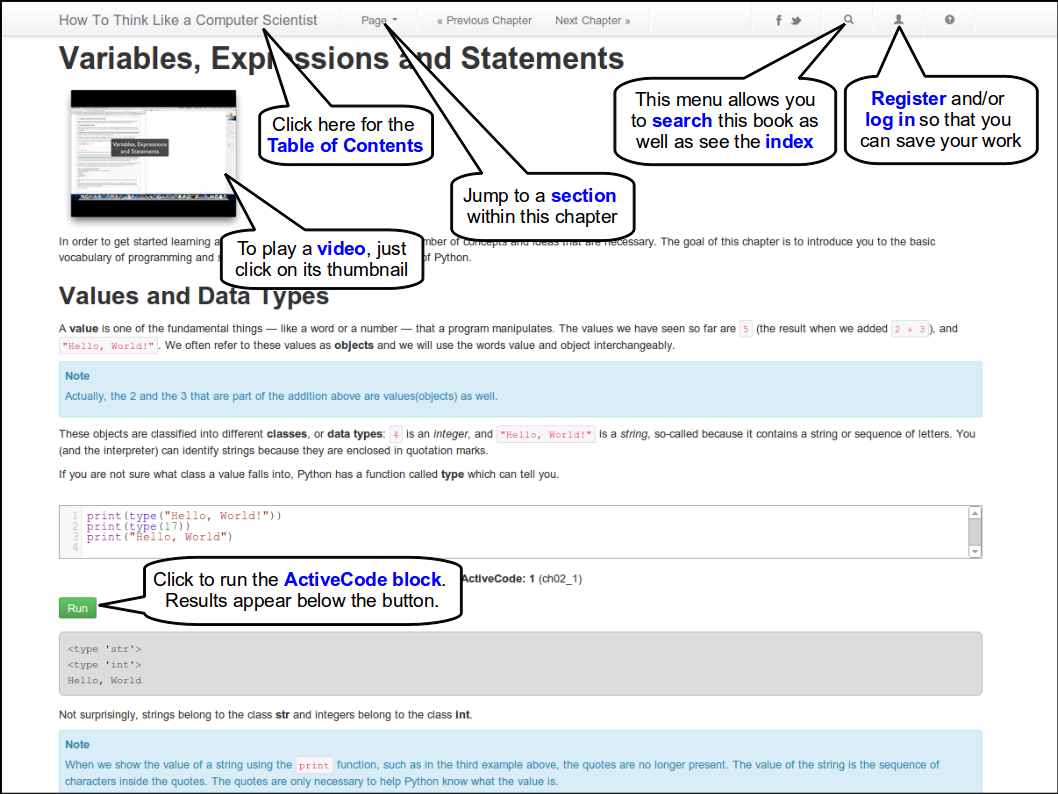 How To Think Like a Computer Scientist Page « Previous Chapter Next Chapter »
Variables, Expressions and Statements
Variables, Expressions
and Statements
Click here for the
Table of Contents
This menu allows you
to search this book as
well as see the index
Register and/or
log in so that you
can save your work
Jump to a section
within this chapter
To play a video, just
click on its thumbnail
In order to get started learning a mber of concepts and ideas that are necessary. The goal of this chapter is to introduce you to the basic
vocabulary of programming and s of Python.
Values and Data Types
A value is one of the fundamental things — like a word or a number — that a program manipulates. The values we have seen so far are 5 (the result when we added 2 + 3 ), and
"Hello, World!" . We often refer to these values as objects and we will use the words value and object interchangeably.
Note
Actually, the 2 and the 3 that are part of the addition above are values(objects) as well.
These objects are classified into different classes, or data types: 4 is an integer, and "Hello, World!" is a string, so-called because it contains a string or sequence of letters. You
(and the interpreter) can identify strings because they are enclosed in quotation marks.
If you are not sure what class a value falls into, Python has a function called type which can tell you.
1 print(type("Hello, World!"))
2 print(type(17))
3 print("Hello, World")
4
Click to run the ActiveCode block.
Results appear below the button.
ActiveCode: 1 (ch02_1)
Run
<type 'str'>
<type 'int'>
Hello, World
Not surprisingly, strings belong to the class str and integers belong to the class int.
Note
When we show the value of a string using the print function, such as in the third example above, the quotes are no longer present. The value of the string is the sequence of
characters inside the quotes. The quotes are only necessary to help Python know what the value is.